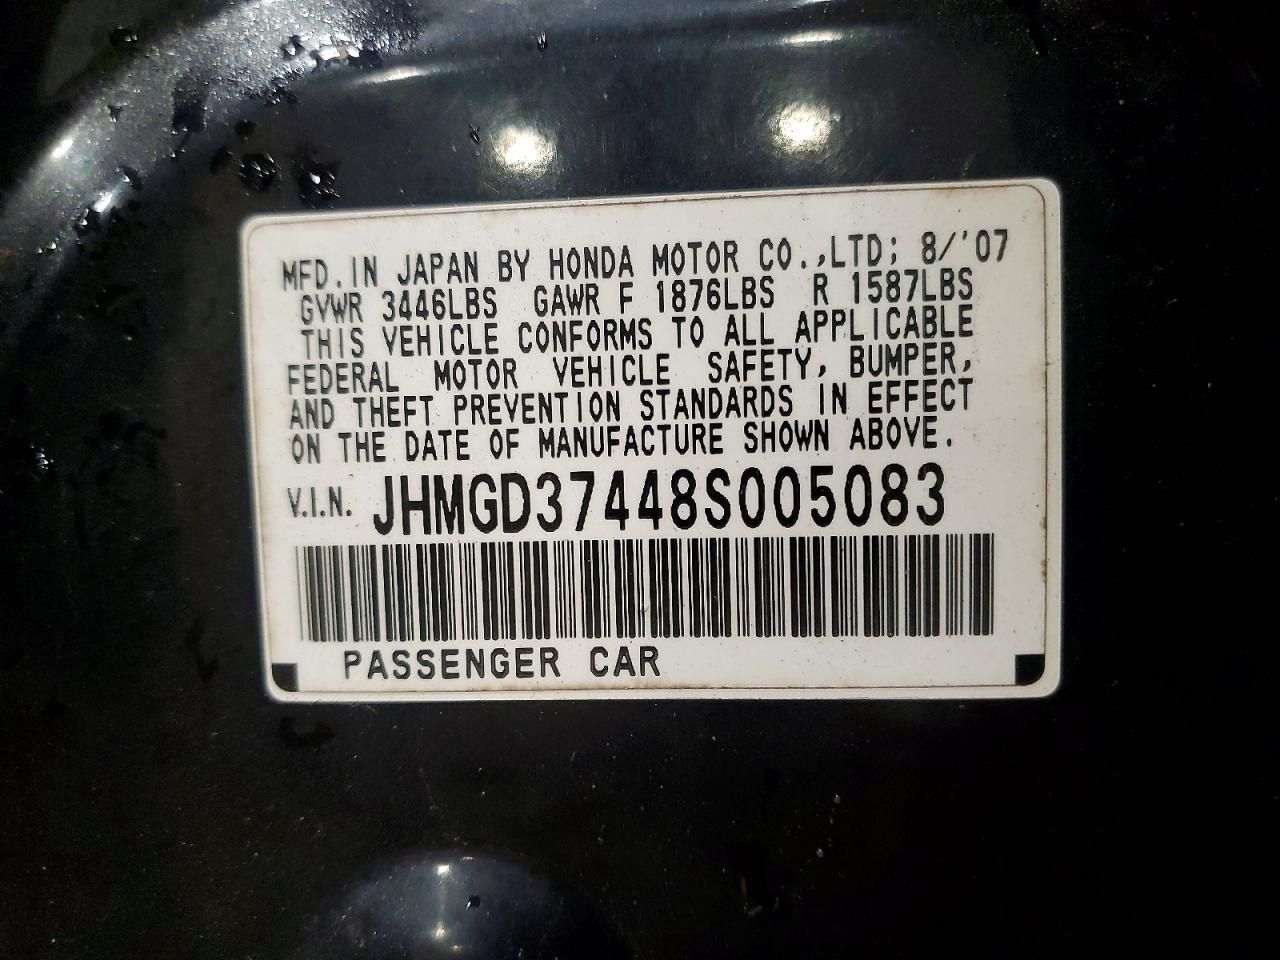 MFD. IN JAPAN BY HONDA MOTOR CO.,LTD; 8/'07
GVWR 3446LBS GAWR F 1876LBS R 1587LBS
THIS VEHICLE CONFORMS TO ALL APPLICABLE
FEDERAL MOTOR VEHICLE SAFETY, BUMPER,
AND THEFT PREVENTION STANDARDS IN EFFECT
ON THE DATE OF MANUFACTURE SHOWN ABOVE.
V.I.N. JHMGD37448S005083
PASSENGER CAR